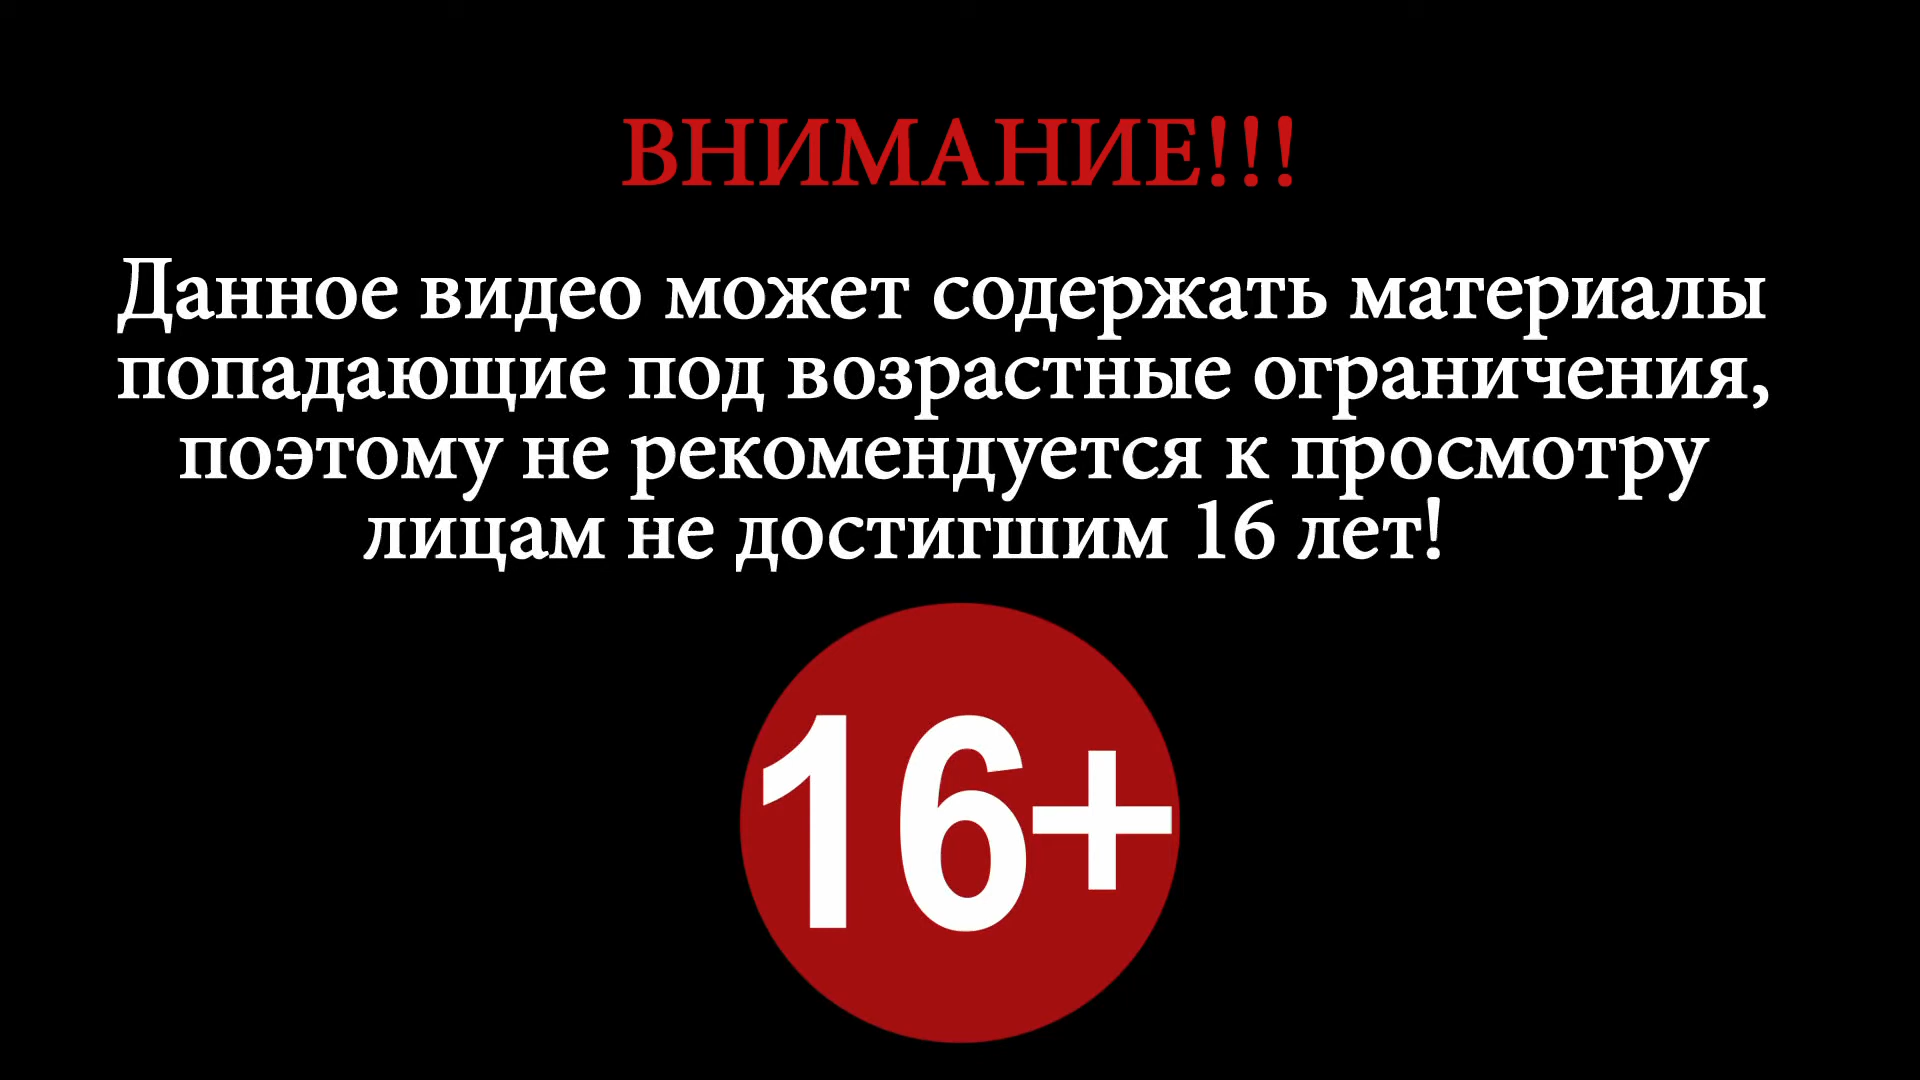 ВНИМАНИЕ!!!
Данное видео может содержать материалы
попадающие под возрастные ограничения,
поэтому не рекомендуется к просмотру
лицам не достигшим 16 лет!
16+